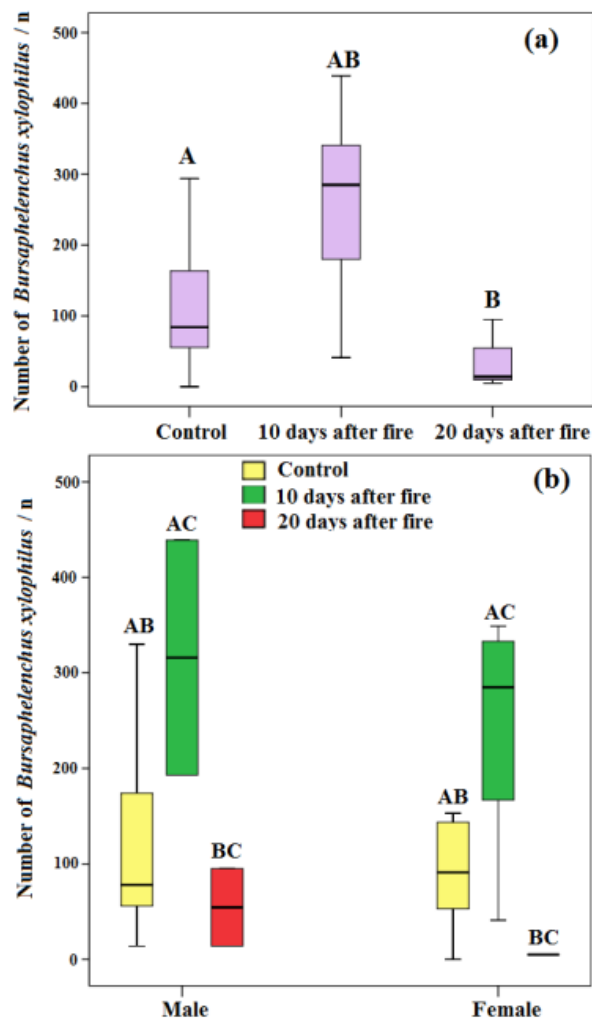 (a)
Number of Bursaphelenchus xylophilus / n
500
400
300
200
100
0
A
AB
B
Control
10 days after fire
20 days after fire
(b)
Control
10 days after fire
20 days after fire
Number of Bursaphelenchus xylophilus / n
500
400
300
200
100
0
AB
AC
BC
AB
AC
BC
Male
Female